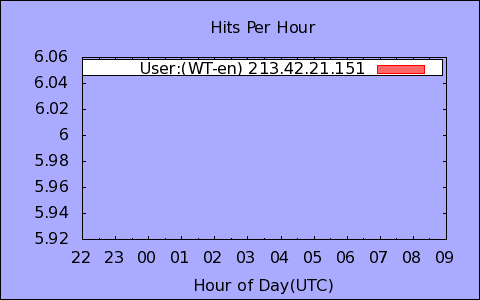 Hits Per Hour
6.06
User:(WT-en) 213.42.21.151
6.04
6.02
6
5.98
5.96
5.94
5.92
22 23 00 01 02 03 04 05 06 07 08 09
Hour of Day(UTC)